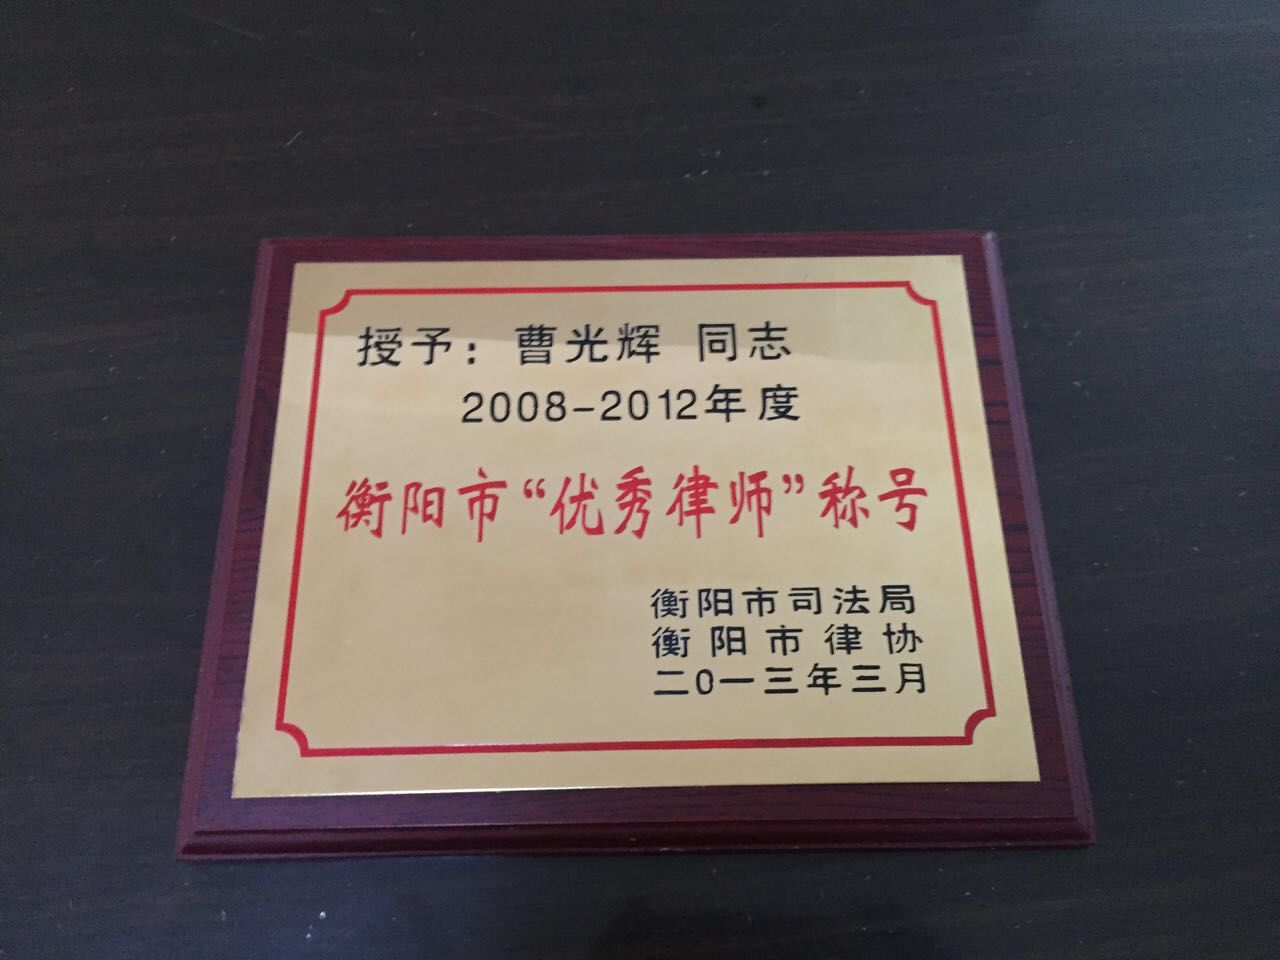 授予：曹光辉 同志
2008-2012年度
衡阳市“优秀律师”称号
衡阳市司法局
衡阳市律协
二0一三年三月